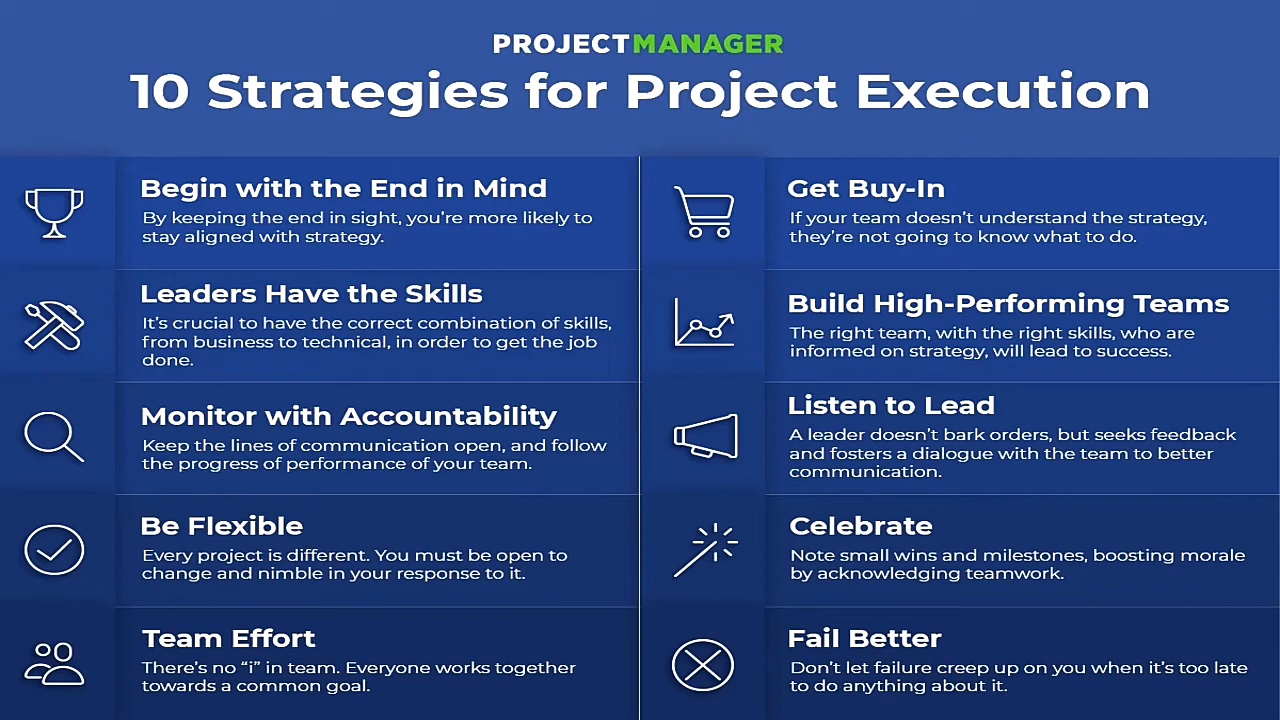 PROJECTMANAGER
10 Strategies for Project Execution
Begin with the End in Mind
By keeping the end in sight, you're more likely to
stay aligned with strategy.
Get Buy-In
If your team doesn't understand the strategy,
they're not going to know what to do.
Leaders Have the Skills
It's crucial to have the correct combination of skills,
from business to technical, in order to get the job
done.
Build High-Performing Teams
The right team, with the right skills, who are
informed on strategy, will lead to success.
Monitor with Accountability
Keep the lines of communication open, and follow
the progress of performance of your team.
Listen to Lead
A leader doesn't bark orders, but seeks feedback
and fosters a dialogue with the team to better
communication.
Be Flexible
Every project is different. You must be open to
change and nimble in your response to it.
Celebrate
Note small wins and milestones, boosting morale
by acknowledging teamwork.
Team Effort
There's no “i” in team. Everyone works together
towards a common goal.
Fail Better
Don't let failure creep up on you when it's too late
to do anything about it.